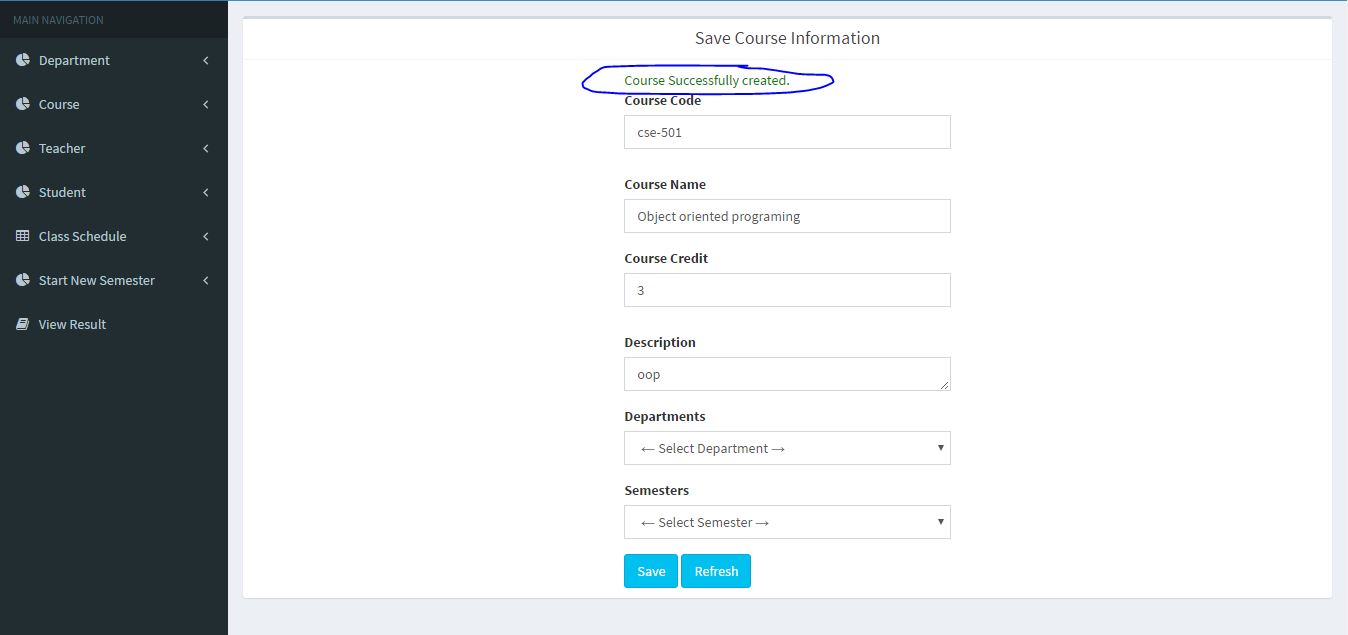 MAIN NAVIGATION
Department
Course
Teacher
Student
Class Schedule
Start New Semester
View Result
Save Course Information
Course Successfully created.
Course Code
cse-501
Course Name
Object oriented programing
Course Credit
3
Description
oop
Departments
← Select Department →
Semesters
← Select Semester →
Save Refresh